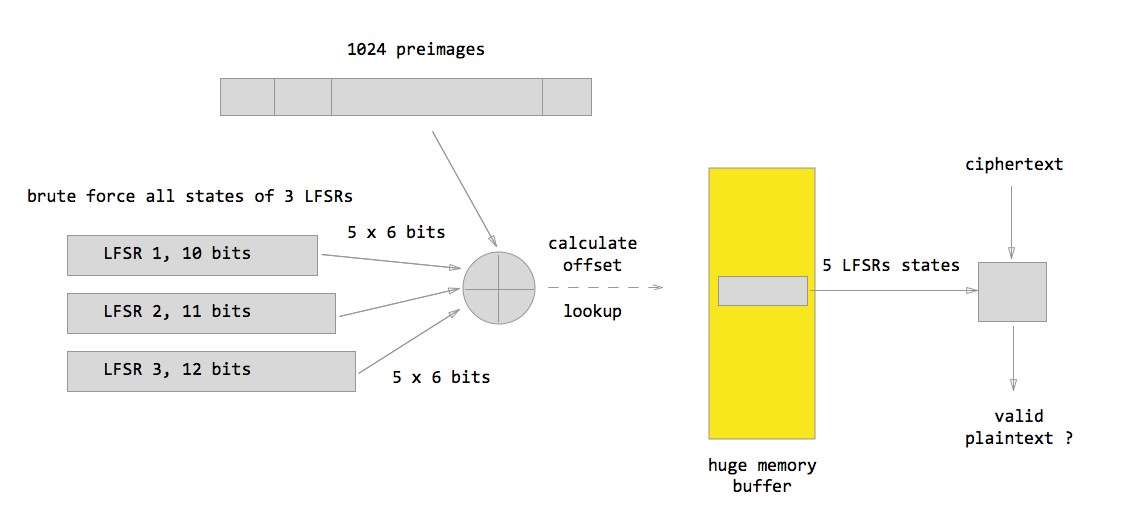 1024 preimages
brute force all states of 3 LFSRs
LFSR 1, 10 bits
5 x 6 bits
LFSR 2, 11 bits
LFSR 3, 12 bits
5 x 6 bits
calculate
offset
lookup
huge memory
buffer
5 LFSRs states
ciphertext
valid
plaintext ?